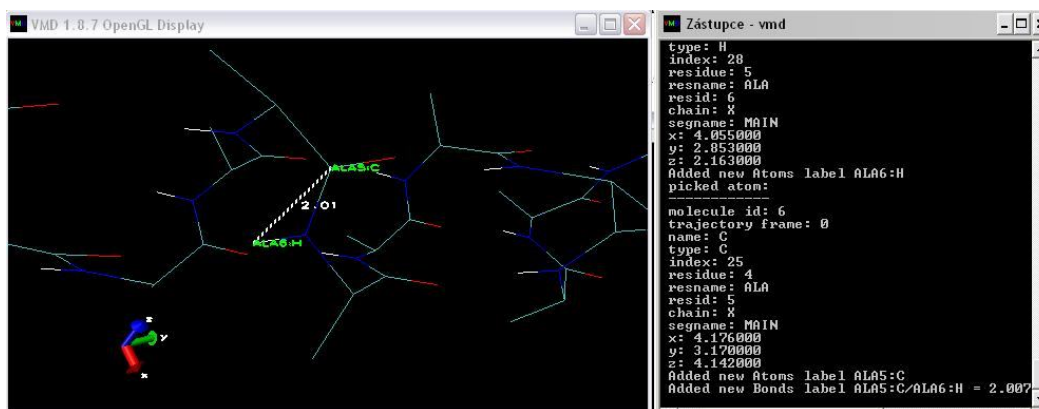 VMD 1.8.7 OpenGL Display
ALA5:C
2.01
ALA6:H
z
y
x
Zástupce - vmd
type: H
index: 28
residue: 5
resname: ALA
resid: 6
chain: X
segname: MAIN
x: 4.055000
y: 2.853000
z: 2.163000
Added new Atoms label ALA6:H
picked atom:
------------
molecule id: 6
trajectory frame: 0
name: C
type: C
index: 25
residue: 4
resname: ALA
resid: 5
chain: X
segname: MAIN
x: 4.176000
y: 3.170000
z: 4.142000
Added new Atoms label ALA5:C
Added new Bonds label ALA5:C/ALA6:H = 2.007